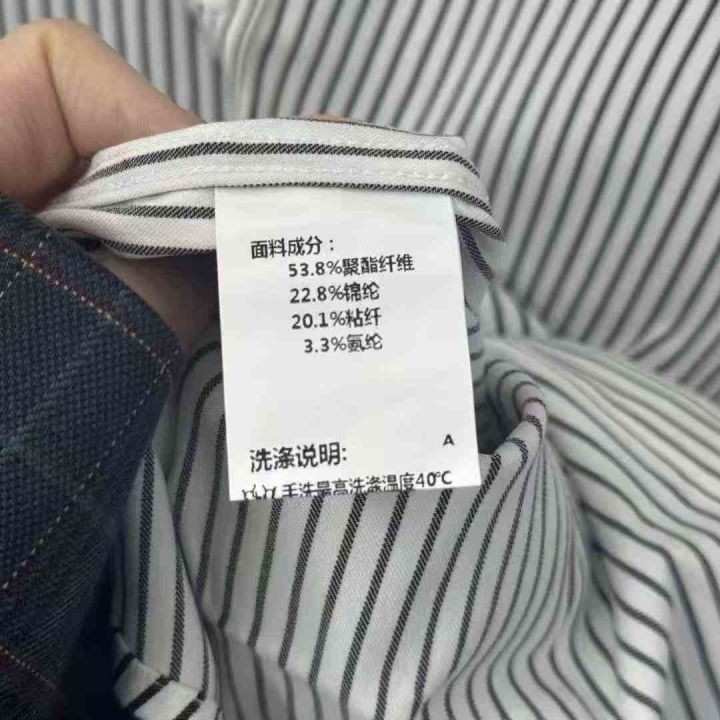 面料成分：
53.8%聚酯纤维
22.8%锦纶
20.1%粘纤
3.3%氨纶
A
洗涤说明:
手洗最高洗涤温度40℃